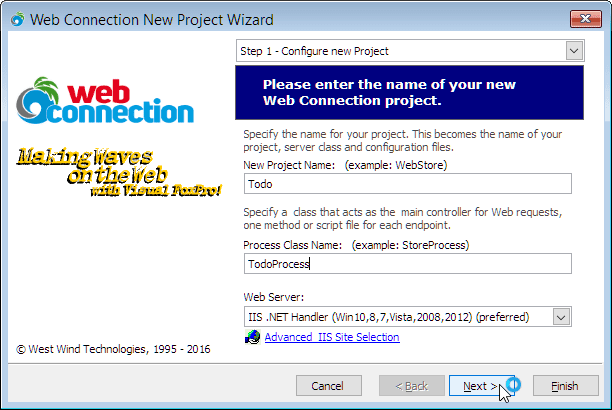 Web Connection New Project Wizard
Step 1 - Configure new Project
web
connection
Making Waves
on the Web
with Visual FoxPro!
Please enter the name of your new
Web Connection project.
Specify the name for your project. This becomes the name of your
project, server class and configuration files.
New Project Name: (example: WebStore)
Todo
Specify a class that acts as the main controller for Web requests,
one method or script file for each endpoint.
Process Class Name: (example: StoreProcess)
TodoProcess
Web Server:
IIS .NET Handler (Win10,8,7,Vista,2008,2012) (preferred)
Advanced IIS Site Selection
© West Wind Technologies, 1995 - 2016
Cancel
< Back
Next >
Finish